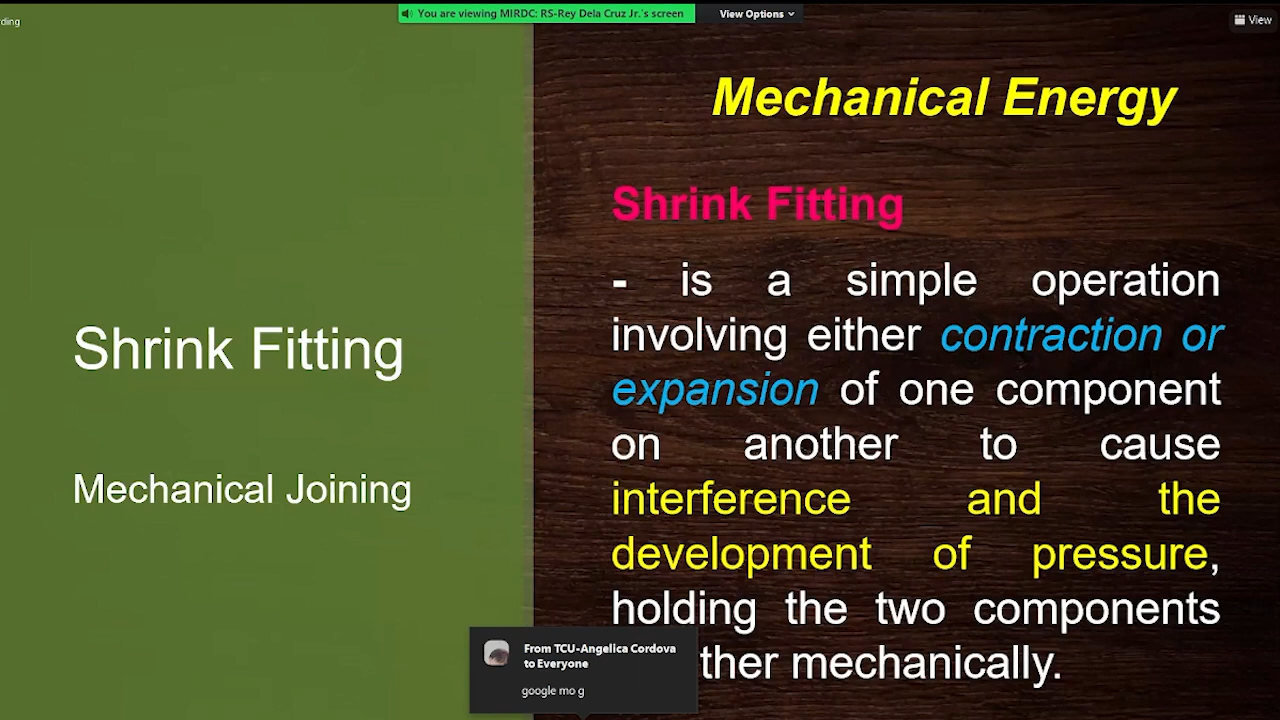 ding
You are viewing MIRDC: RS-Rey Dela Cruz Jr.'s screen
View Options
View
Shrink Fitting
Mechanical Joining
Mechanical Energy
Shrink Fitting
- is a simple operation
involving either contraction or
expansion of one component
on another to cause
interference and the
development of pressure,
holding the two components
ther mechanically.
From TCU-Angelica Cordova
to Everyone
google mo g